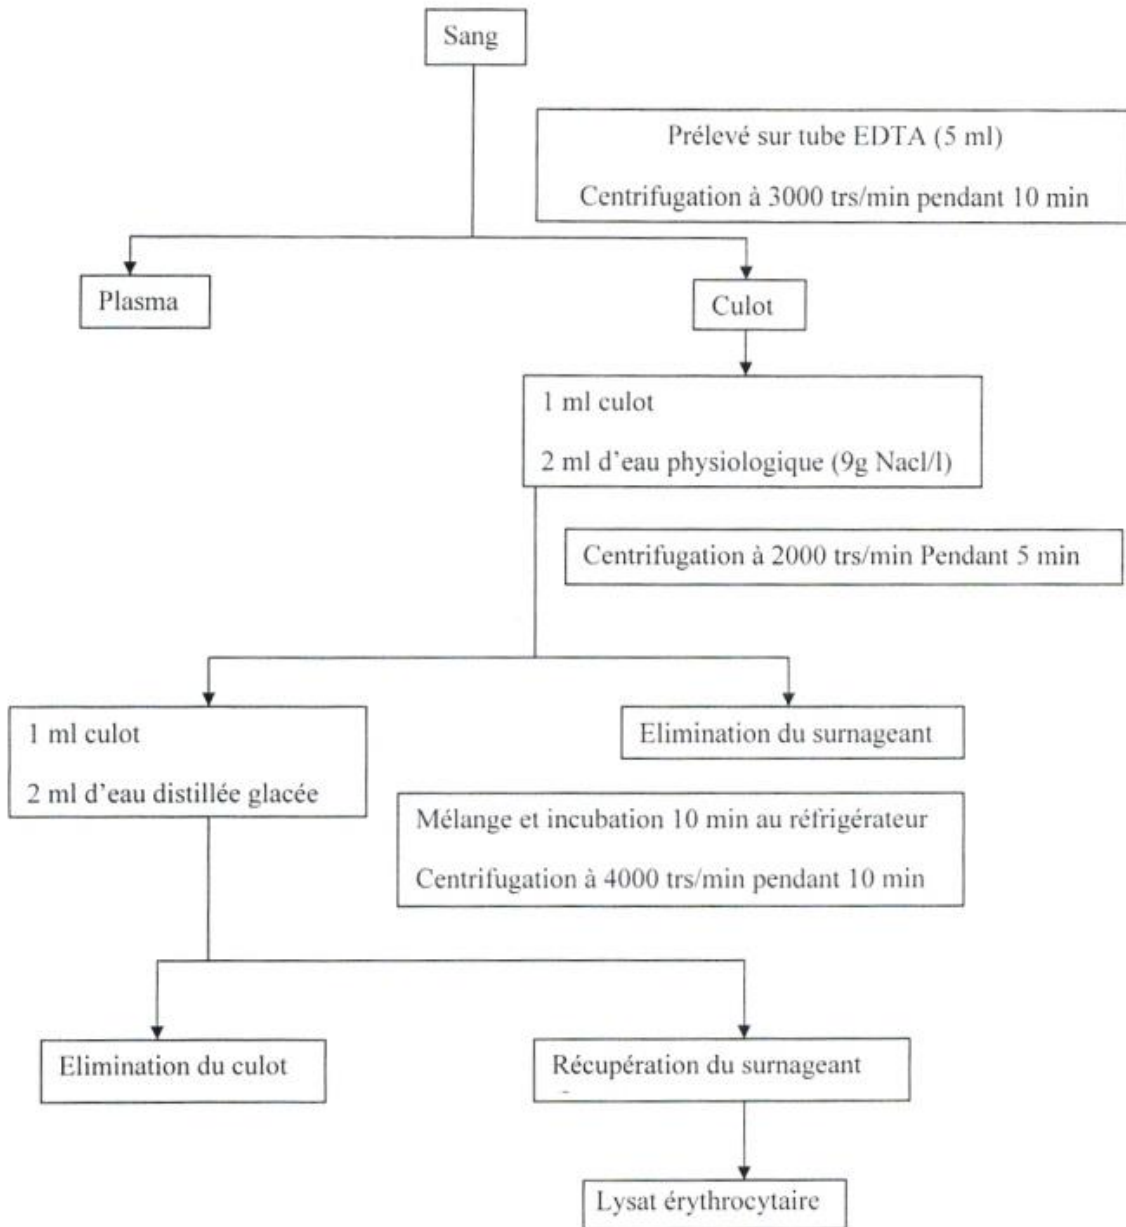 Sang
Prélevé sur tube EDTA (5 ml)
Centrifugation à 3000 trs/min pendant 10 min
Plasma
Culot
1 ml culot
2 ml d'eau physiologique (9g Nacl/l)
Centrifugation à 2000 trs/min Pendant 5 min
1 ml culot
2 ml d'eau distillée glacée
Elimination du surnageant
Mélange et incubation 10 min au réfrigérateur
Centrifugation à 4000 trs/min pendant 10 min
Elimination du culot
Récupération du surnageant
Lysat érythrocytaire